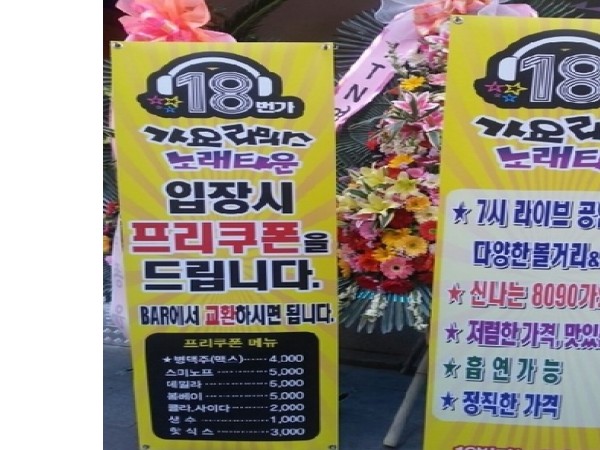 18번가
가요라이스
노래타운
입장시
프리쿠폰을
드립니다.
BAR에서 교환하시면 됩니다.
프리쿠폰 메뉴
★병맥주(맥스)------4,000
스미노프------5,000
데낄라------5,000
봄베이------5,000
콜라,사이다------2,000
생 수------1,000
핫 식 스------3,000
TN
18
가요라
노래타
★ 7시 라이브 공
다양한볼거리&
★ 신나는 8090가
★ 저렴한가격, 맛있
★ 흡연가능
★ 정직한 가격